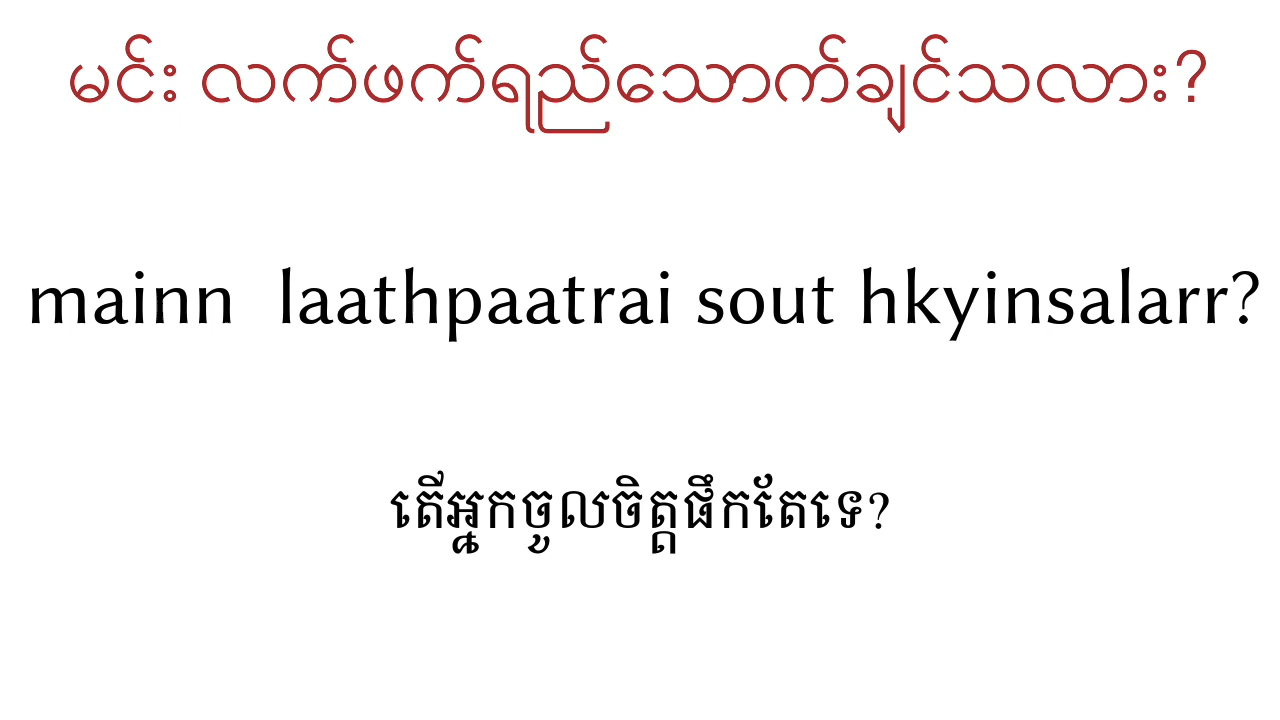 မင်း လက်ဖက်ရည်သောက်ချင်သလား?
mainn laathpaatrai sout hkyinsalarr?
តើអ្នកចូលចិត្តផឹកតែទេ?